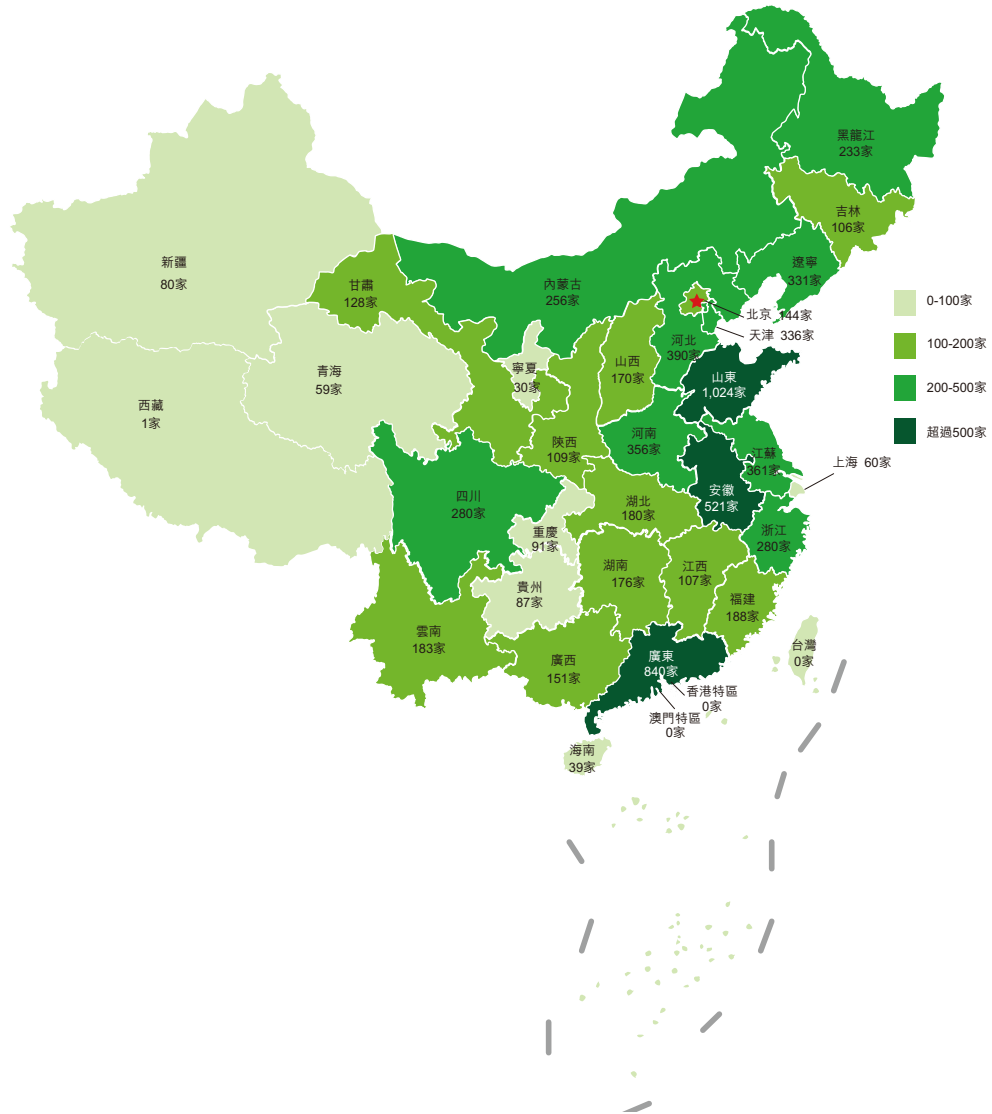 黑龍江
233家
吉林
106家
遼寧
331家
新疆
80家
甘肅
128家
內蒙古
256家
北京 144家
天津 336家
河北
390家
山西
170家
山東
1,024家
寧夏
30家
青海
59家
西藏
1家
陝西
109家
河南
356家
江蘇
361家
上海 60家
安徽
521家
四川
280家
湖北
180家
重慶
91家
浙江
280家
湖南
176家
江西
107家
貴州
87家
福建
188家
雲南
183家
廣西
151家
廣東
840家
台灣
0家
香港特區
0家
澳門特區
0家
海南
39家
0-100家
100-200家
200-500家
超過500家